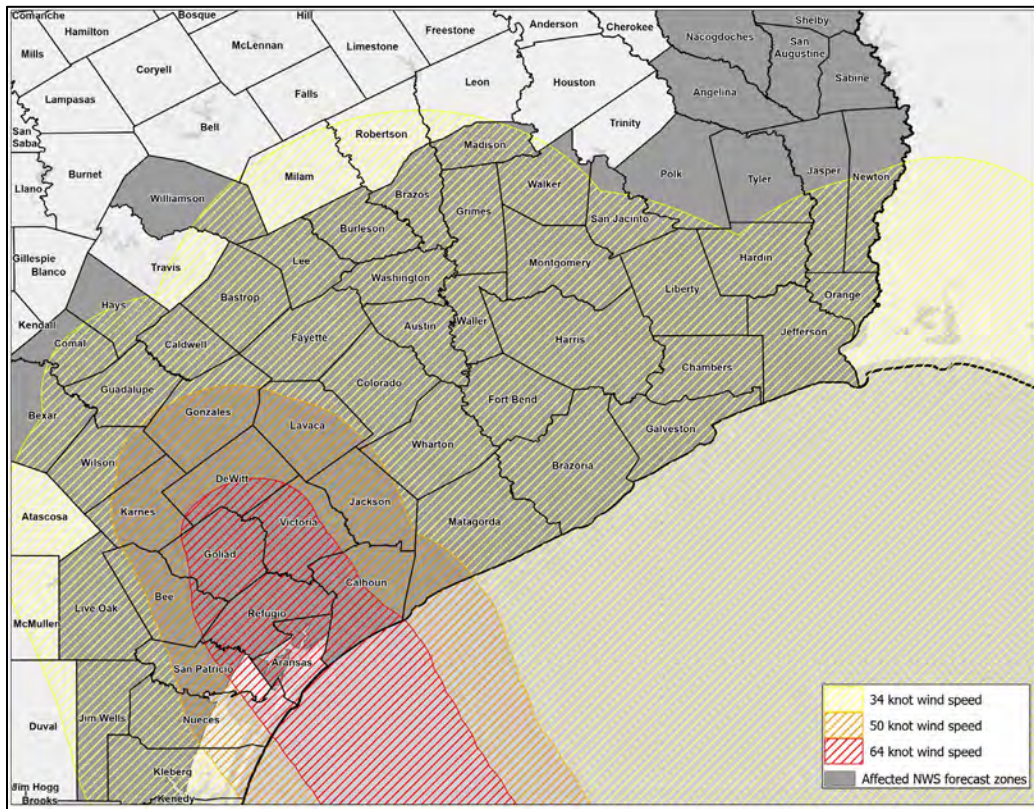 Comanche
Bosque
Hill
Anderson
Cherokee
Shelby
Hamilton
McLennan
Limestone
Freestone
Nacogdoches
San
Augustine
Mills
Coryell
Leon
Houston
Sabine
Lampasas
Falls
Angelina
Bell
Robertson
Trinity
San
Saba
Madison
Burnet
Milam
Polk
Tyler
Jasper
Newton
Llano
Williamson
Brazos
Walker
Grimes
San Jacinto
Burleson
Gillespie
Blanco
Travis
Lee
Montgomery
Hardin
Washington
Liberty
Hays
Bastrop
Orange
Kendall
Austin
Waller
Comal
Caldwell
Fayette
Harris
Jefferson
Guadalupe
Colorado
Chambers
Bexar
Gonzales
Fort Bend
Lavaca
Galveston
Wilson
Wharton
Brazoria
DeWitt
Karnes
Jackson
Atascosa
Victoria
Matagorda
Goliad
Calhoun
Bee
Live Oak
Refugio
McMullen
Aransas
San Patricio
Duval
Jim Wells
Nueces
Kleberg
Jim Hogg
Brooks
Kenedy
34 knot wind speed
50 knot wind speed
64 knot wind speed
Affected NWS forecast zones